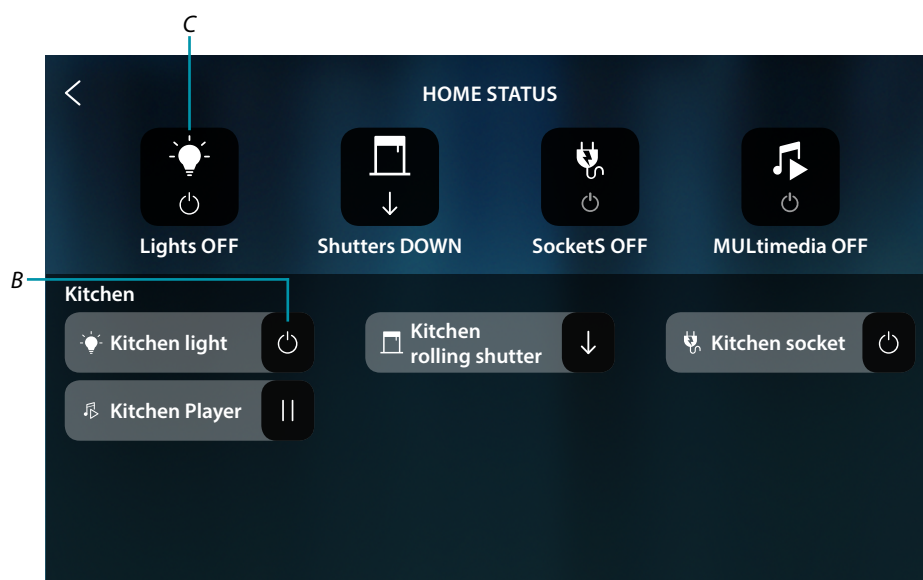 C
HOME STATUS
Lights OFF
Shutters DOWN
SocketS OFF
MULtimedia OFF
B
Kitchen
Kitchen light
Kitchen
rolling shutter
Kitchen socket
Kitchen Player